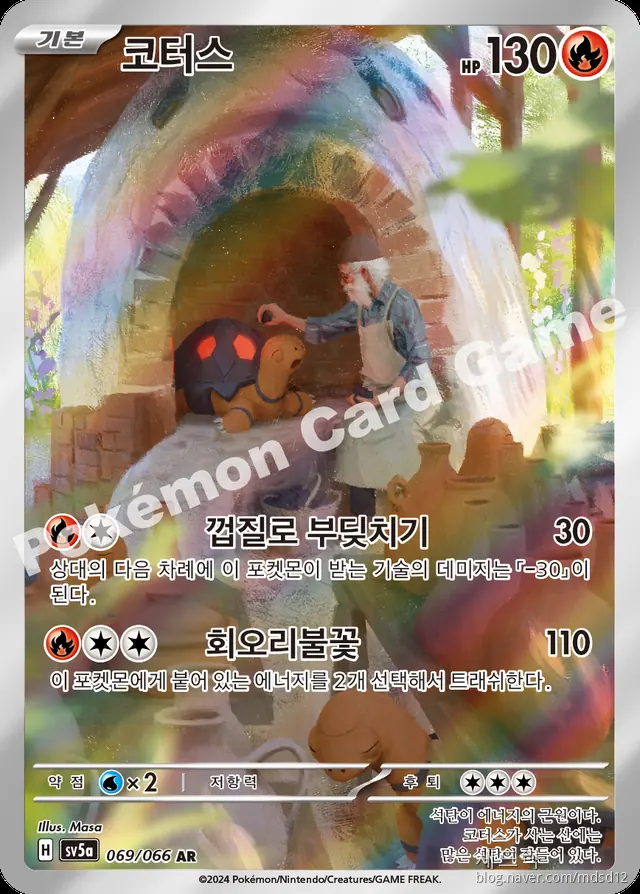 기본
코터스
HP 130
Pokémon Card Game
껍질로 부딪치기 30
상대의 다음 차례에 이 포켓몬이 받는 기술의 데미지는 「-30」이
된다.
회오리불꽃 110
이 포켓몬에게 붙어 있는 에너지를 2개 선택해서 트래쉬한다.
약점 ×2 저항력 후퇴
Illus. Masa
H sv5a 069/066 AR
석탄이 에너지의 근원이다.
코터스가 사는 산에는
많은 석탄이 잠들어 있다.
©2024 Pokémon/Nintendo/Creatures/GAME FREAK.
blog.naver.com/mdsd12